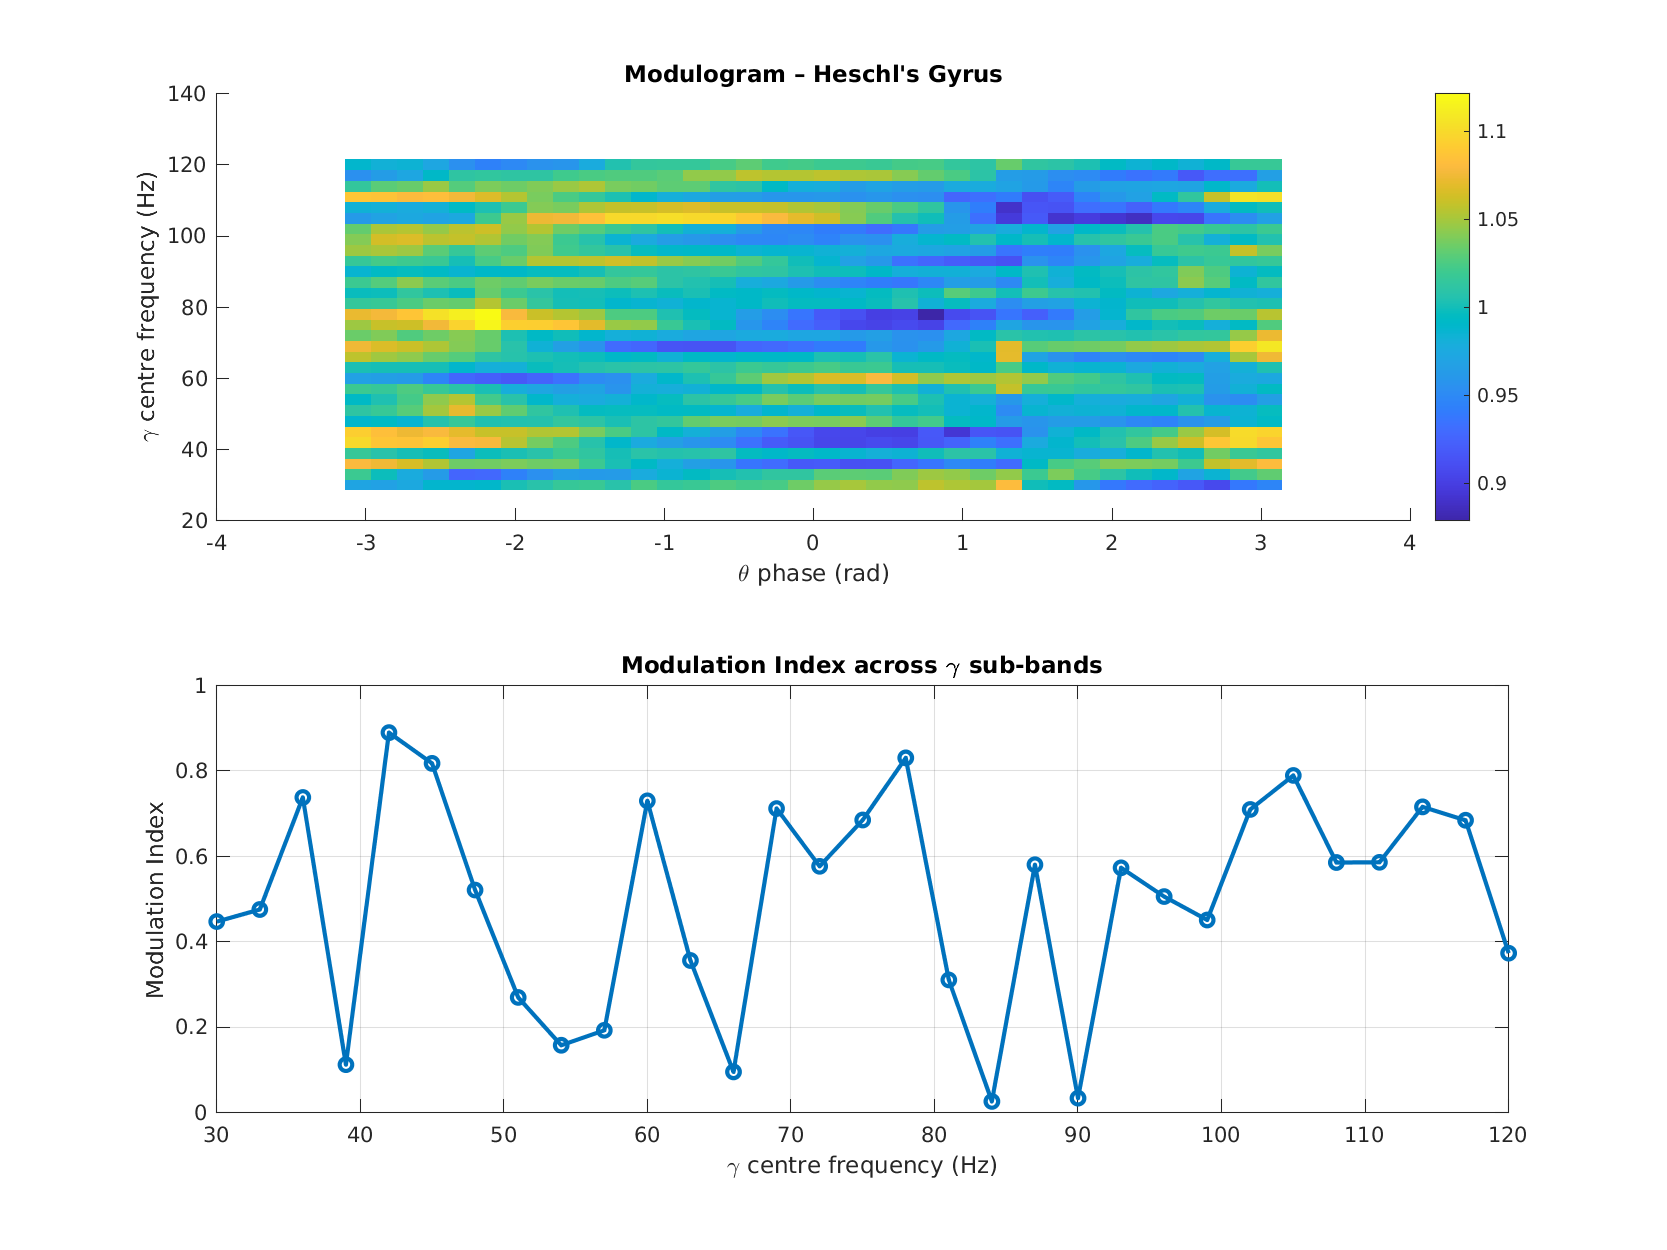 Modulogram – Heschl's Gyrus
140
120
100
80
60
40
20
γ centre frequency (Hz)
-4 -3 -2 -1 0 1 2 3 4
θ phase (rad)
1.1
1.05
1
0.95
0.9
Modulation Index across γ sub-bands
1
0.8
0.6
0.4
0.2
0
Modulation Index
30 40 50 60 70 80 90 100 110 120
γ centre frequency (Hz)